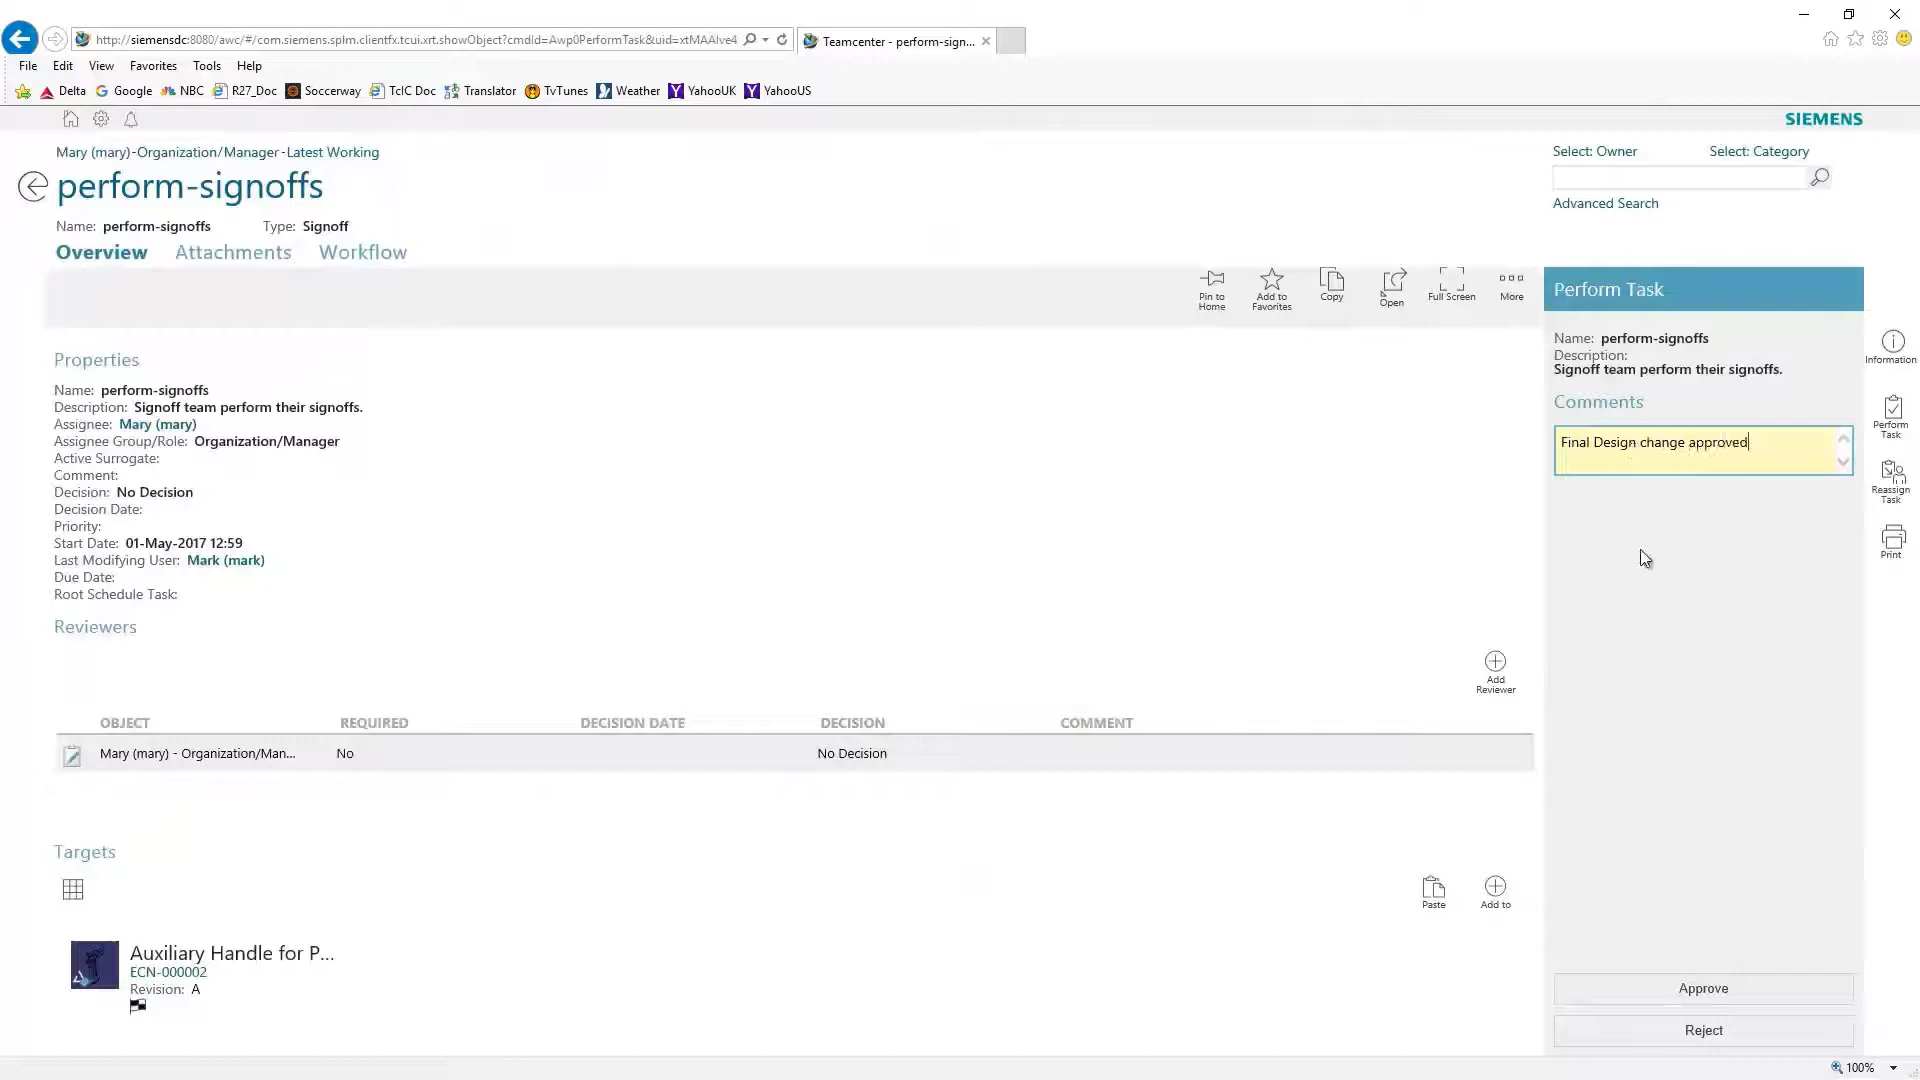 http://siemensdc:8080/awc/#/com.siemens.splm.clientfx.tcui.xrt.showObject?cmdId=Awp0PerformTask&uid=xtMAAIve4
Teamcenter - perform-sign...
File Edit View Favorites Tools Help
Delta Google NBC R27_Doc Soccerway TcIC Doc Translator TvTunes Weather YahooUK YahooUS
SIEMENS
Mary (mary)-Organization/Manager -Latest Working
Select: Owner Select: Category
perform-signoffs
Advanced Search
Name: perform-signoffs Type: Signoff
Overview Attachments Workflow
Pin to Home
Add to Favorites
Copy
Open
Full Screen
More
Perform Task
Name: perform-signoffs
Description:
Signoff team perform their signoffs.
Comments
Final Design change approved
Information
Perform Task
Reassign Task
Print
Properties
Name: perform-signoffs
Description: Signoff team perform their signoffs.
Assignee: Mary (mary)
Assignee Group/Role: Organization/Manager
Active Surrogate:
Comment:
Decision: No Decision
Decision Date:
Priority:
Start Date: 01-May-2017 12:59
Last Modifying User: Mark (mark)
Due Date:
Root Schedule Task:
Reviewers
Add Reviewer
OBJECT REQUIRED DECISION DATE DECISION COMMENT
Mary (mary) - Organization/Man... No No Decision
Targets
Paste
Add to
Auxiliary Handle for P...
ECN-000002
Revision: A
Approve
Reject
100%